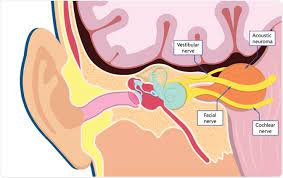 Acoustic
neuroma
Vestibular
nerve
Facial
nerve
Cochlear
nerve